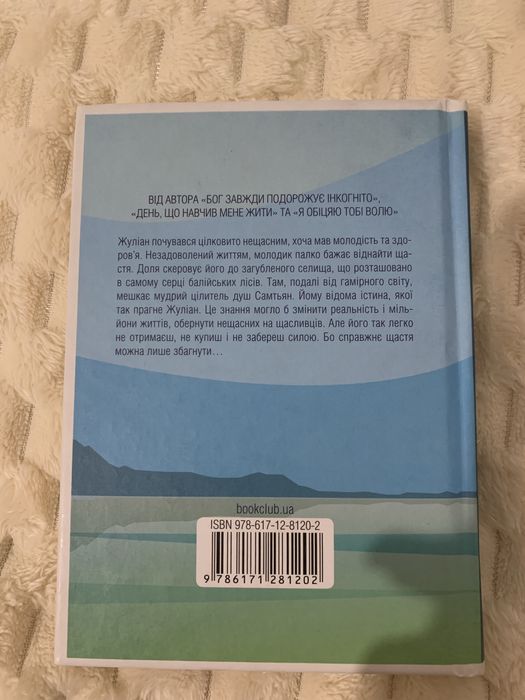 ВІД АВТОРА «БОГ ЗАВЖДИ ПОДОРОЖУЄ ІНКОГНІТО»,
«ДЕНЬ, ЩО НАВЧИВ МЕНЕ ЖИТИ» ТА «Я ОБІЦЯЮ ТОБІ ВОЛЮ»
Жуліан почувався цілковито нещасним, хоча мав молодість та здо-
ров'я. Незадоволений життям, молодик палко бажає віднайти ща-
стя. Доля скеровує його до загубленого селища, що розташовано
в самому серці балійських лісів. Там, подалі від гамірного світу,
мешкає мудрий цілитель душ Самтьян. Йому відома істина, якої
так прагне Жуліан. Це знання могло б змінити реальність і міль-
йони життів, обернути нещасних на щасливців. Але його так легко
не отримаєш, не купиш і не забереш силою. Бо справжнє щастя
можна лише збагнути…
bookclub.ua
ISBN 978-617-12-8120-2
9 786171 281202